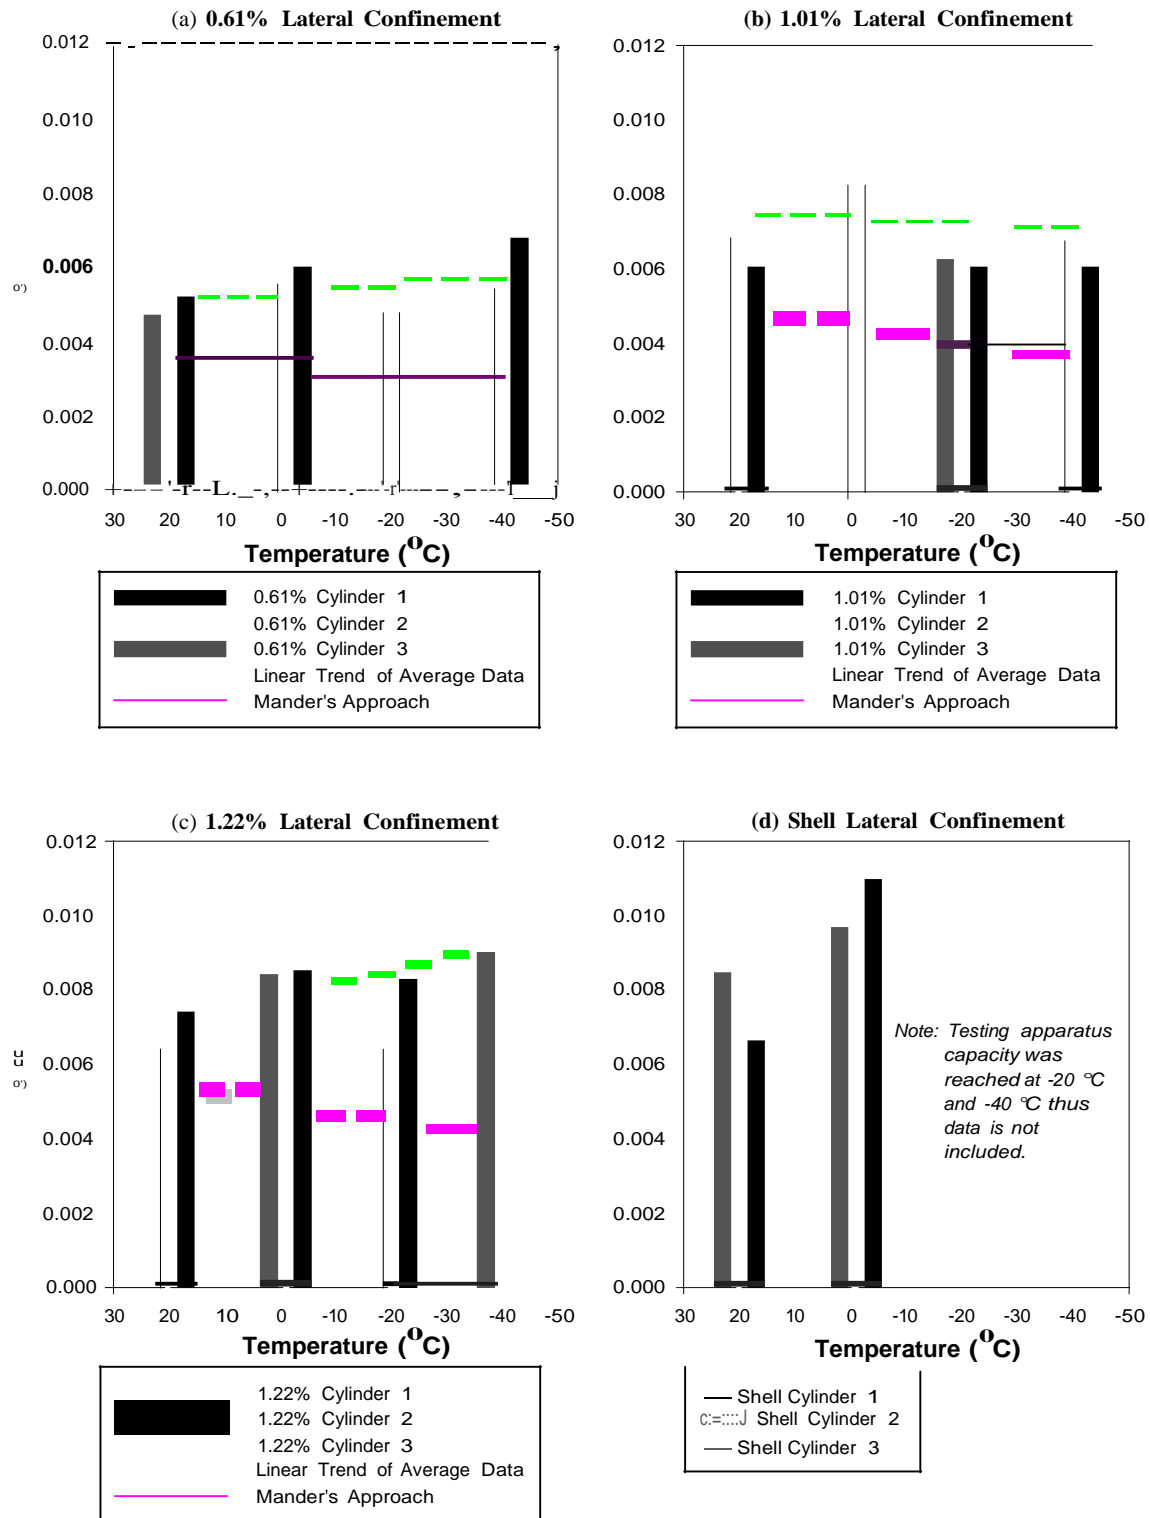 (a) 0.61% Lateral Confinement
0.012
0.010
0.008
0.006
0.004
0.002
0.000
30 20 10 0 -10 -20 -30 -40 -50
Temperature (°C)
0.61% Cylinder 1
0.61% Cylinder 2
0.61% Cylinder 3
Linear Trend of Average Data
Mander's Approach
(b) 1.01% Lateral Confinement
0.012
0.010
0.008
0.006
0.004
0.002
0.000
30 20 10 0 -10 -20 -30 -40 -50
Temperature (°C)
1.01% Cylinder 1
1.01% Cylinder 2
1.01% Cylinder 3
Linear Trend of Average Data
Mander's Approach
(c) 1.22% Lateral Confinement
0.012
0.010
0.008
0.006
0.004
0.002
0.000
30 20 10 0 -10 -20 -30 -40 -50
Temperature (°C)
1.22% Cylinder 1
1.22% Cylinder 2
1.22% Cylinder 3
Linear Trend of Average Data
Mander's Approach
(d) Shell Lateral Confinement
0.012
0.010
0.008
0.006
0.004
0.002
0.000
Note: Testing apparatus
capacity was
reached at -20 °C
and -40 °C thus
data is not
included.
30 20 10 0 -10 -20 -30 -40 -50
Temperature (°C)
Shell Cylinder 1
Shell Cylinder 2
Shell Cylinder 3